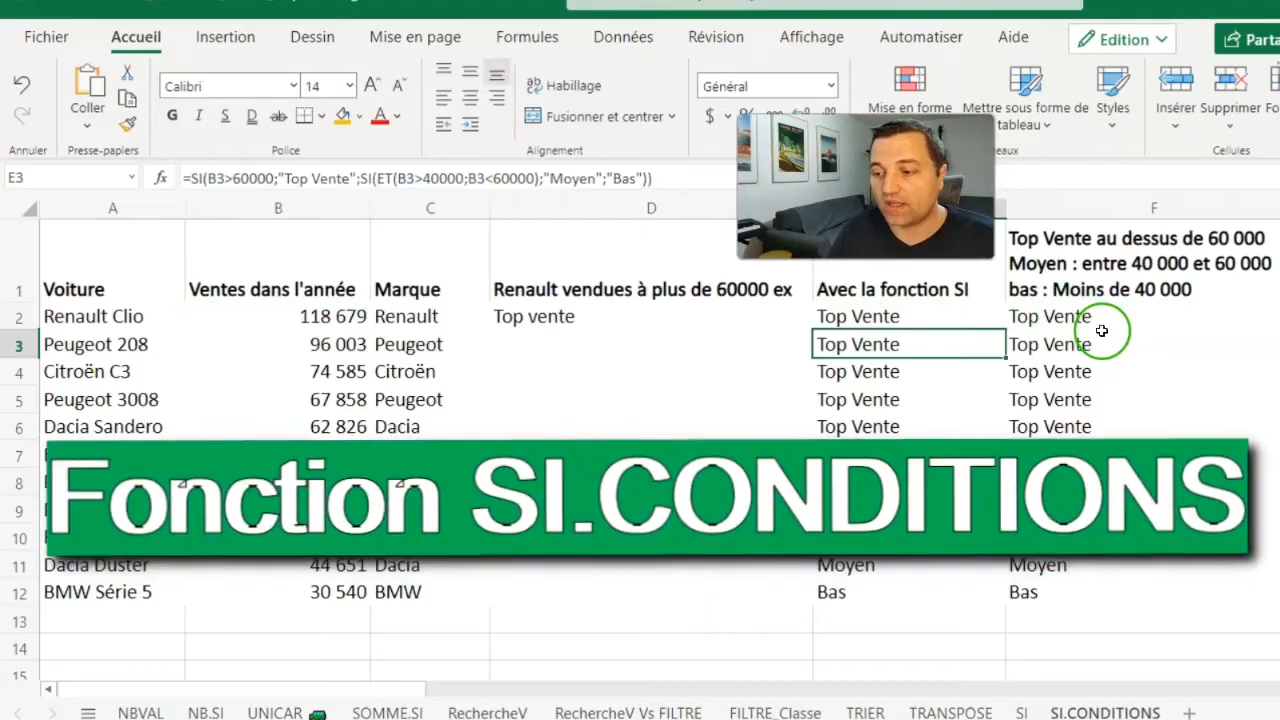 Fichier Accueil Insertion Dessin Mise en page Formules Données Révision Affichage Automatiser Aide Edition
Calibri 14 Habillage Général
Coller Fusionner et centrer Mise en forme Mettre sous forme de tableau Styles Insérer Supprimer
G I S D ab $
Annuler Presse-papiers Police Alignement Cellules
E3 fx =SI(B3>60000;"Top Vente";SI(ET(B3>40000;B3<60000);"Moyen";"Bas"))
A B C D F
Top Vente au dessus de 60 000
Moyen : entre 40 000 et 60 000
bas : Moins de 40 000
1 Voiture Ventes dans l'année Marque Renault vendues à plus de 60000 ex Avec la fonction SI
2 Renault Clio 118 679 Renault Top vente Top Vente Top Vente
3 Peugeot 208 96 003 Peugeot Top Vente Top Vente
4 Citroën C3 74 585 Citroën Top Vente Top Vente
5 Peugeot 3008 67 858 Peugeot Top Vente Top Vente
6 Dacia Sandero 62 826 Dacia Top Vente Top Vente
7
8
Fonction SI.CONDITIONS
9
10
11 Dacia Duster 44 651 Dacia Moyen Moyen
12 BMW Série 5 30 540 BMW Bas Bas
13
14
15
NBVAL NB.SI UNICAR SOMME.SI RechercheV RechercheV Vs FILTRE FILTRE_Classe TRIER TRANSPOSE SI SI.CONDITIONS